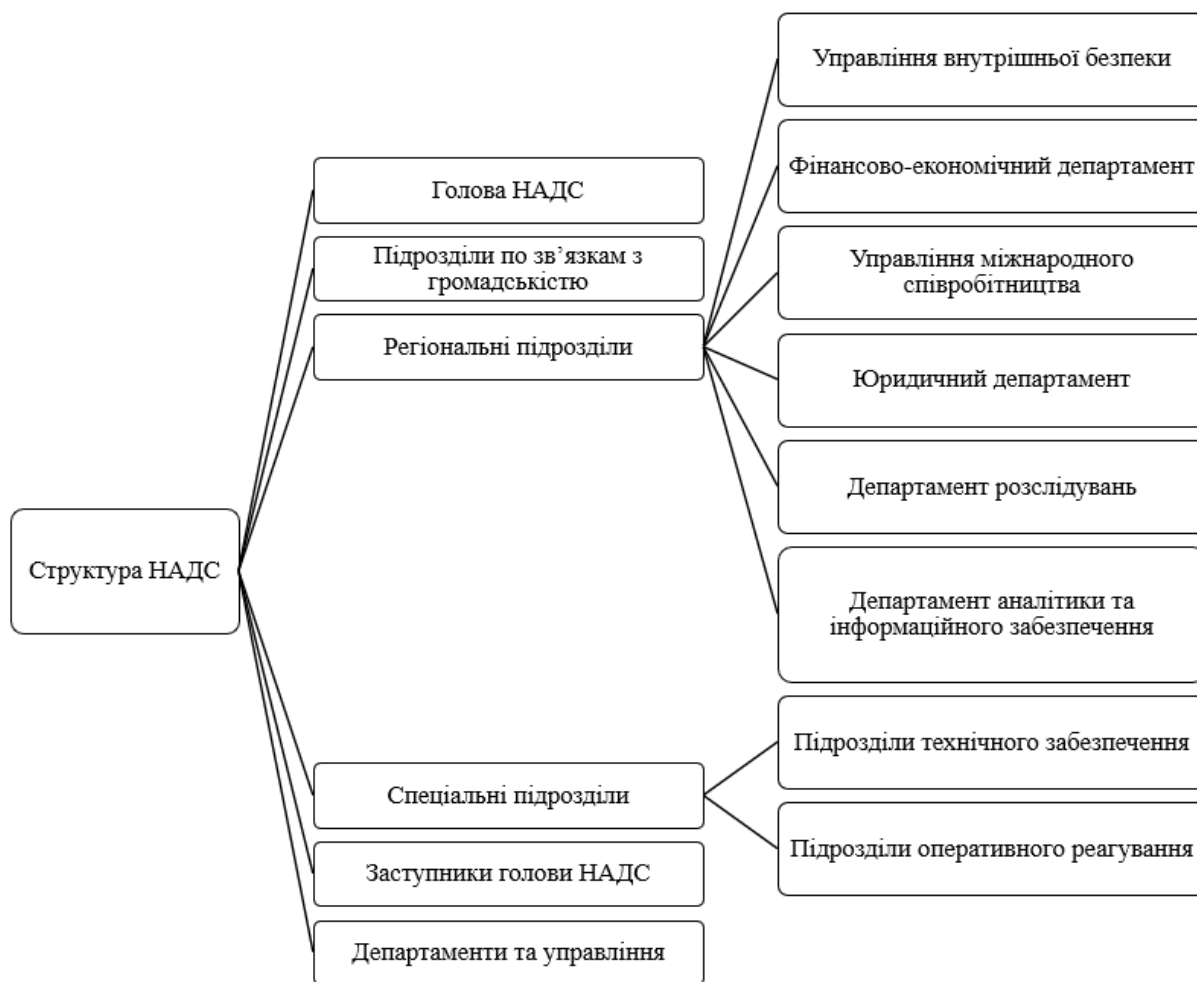 Структура НАДС
Голова НАДС
Підрозділи по зв’язкам з
громадськістю
Регіональні підрозділи
Управління внутрішньої безпеки
Фінансово-економічний департамент
Управління міжнародного
співробітництва
Юридичний департамент
Департамент розслідувань
Департамент аналітики та
інформаційного забезпечення
Спеціальні підрозділи
Підрозділи технічного забезпечення
Підрозділи оперативного реагування
Заступники голови НАДС
Департаменти та управління